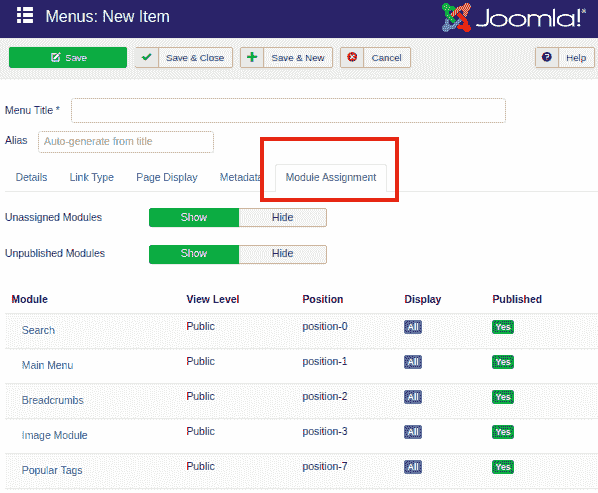 Menus: New Item
Joomla!®
Save
Save & Close
Save & New
Cancel
Help
Menu Title *
Alias
Auto-generate from title
Details
Link Type
Page Display
Metadata
Module Assignment
Unassigned Modules
Show
Hide
Unpublished Modules
Show
Hide
Module View Level Position Display Published
Search Public position-0 All Yes
Main Menu Public position-1 All Yes
Breadcrumbs Public position-2 All Yes
Image Module Public position-3 All Yes
Popular Tags Public position-7 All Yes